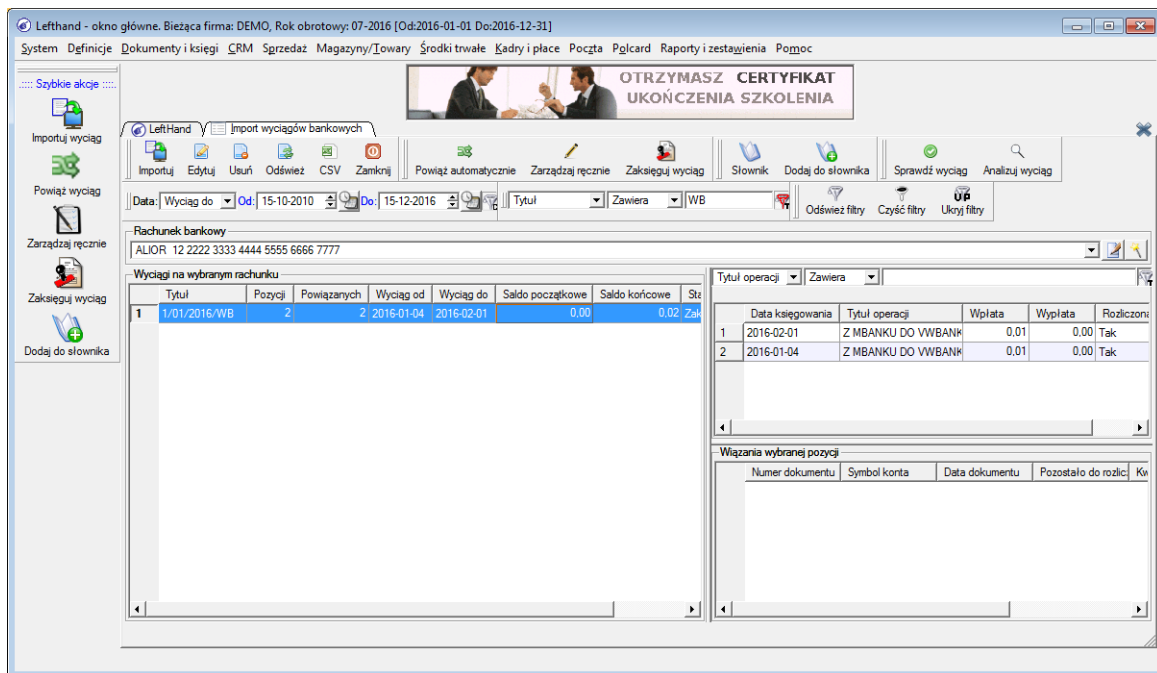 Lefthand - okno główne. Bieżąca firma: DEMO, Rok obrotowy: 07-2016 [Od:2016-01-01 Do:2016-12-31]
System Definicje Dokumenty i księgi CRM Sprzedaż Magazyny/Towary Środki trwałe Kadry i płace Poczta Polcard Raporty i zestawienia Pomoc
::::: Szybkie akcje :::::
Importuj wyciąg
Powiąż wyciąg
Zarządzaj ręcznie
Zaksięguj wyciąg
Dodaj do słownika
OTRZYMASZ CERTYFIKAT
UKOŃCZENIA SZKOLENIA
LeftHand Import wyciągów bankowych
Importuj Edytuj Usuń Odśwież CSV Zamknij Powiąż automatycznie Zarządzaj ręcznie Zaksięguj wyciąg Słownik Dodaj do słownika Sprawdź wyciąg Analizuj wyciąg
Data: Wyciąg do Od: 15-10-2010 Do: 15-12-2016 Tytuł Zawiera WB Odśwież filtry Czyść filtry Ukryj filtry
Rachunek bankowy
ALIOR 12 2222 3333 4444 5555 6666 7777
Wyciągi na wybranym rachunku
Tytuł Pozycji Powiązanych Wyciąg od Wyciąg do Saldo początkowe Saldo końcowe Sta
1 1/01/2016/WB 2 2 2016-01-04 2016-02-01 0,00 0,02 Zak
Tytuł operacji Zawiera
Data księgowania Tytuł operacji Wpłata Wypłata Rozliczona
1 2016-02-01 Z MBANKU DO VWBANK 0,01 0,00 Tak
2 2016-01-04 Z MBANKU DO VWBANK 0,01 0,00 Tak
Wiązania wybranej pozycji
Numer dokumentu Symbol konta Data dokumentu Pozostało do rozlic: Kw